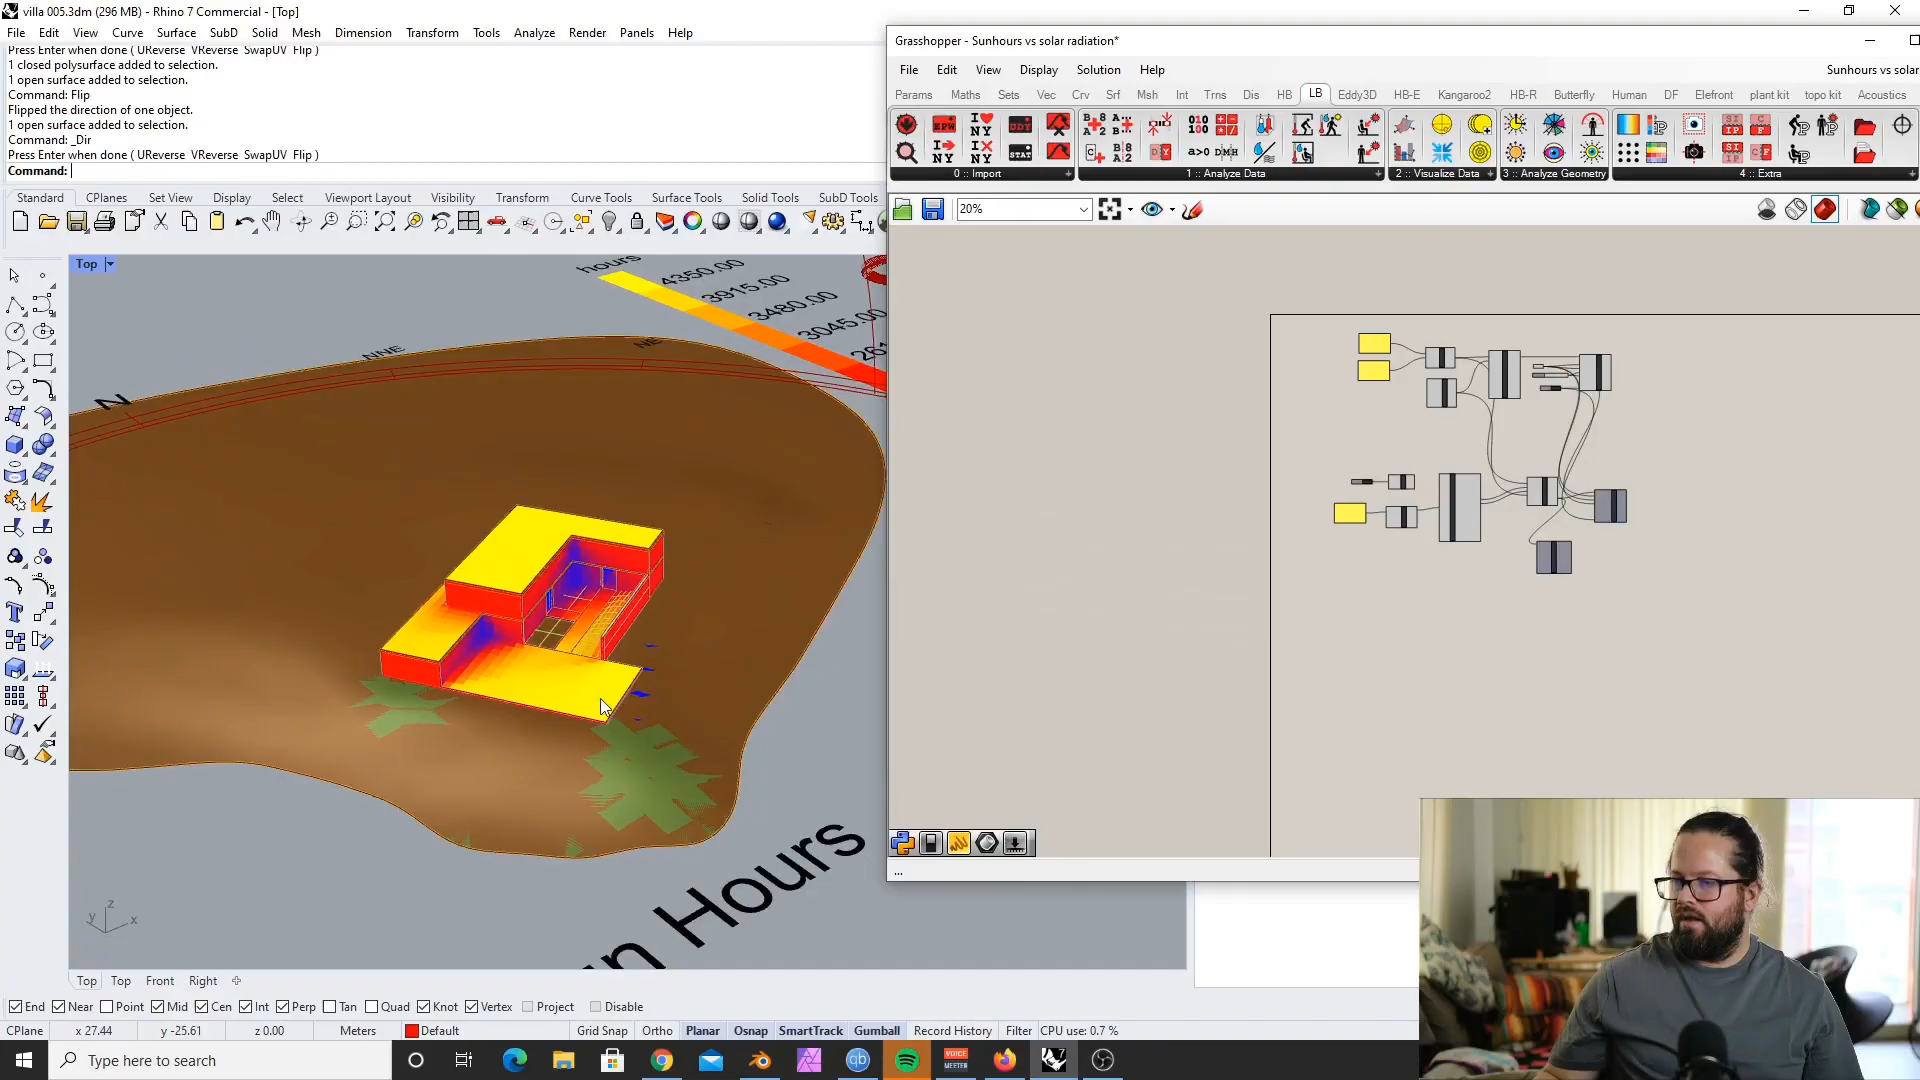 villa 005.3dm (296 MB) - Rhino 7 Commercial - [Top]
File Edit View Curve Surface SubD Solid Mesh Dimension Transform Tools Analyze Render Panels Help
Press Enter when done ( UReverse VReverse SwapUV Flip )
1 closed polysurface added to selection.
1 open surface added to selection.
Command: Flip
Flipped the direction of one object.
1 open surface added to selection.
Command: _Dir
Press Enter when done ( UReverse VReverse SwapUV Flip )
Command:
Standard CPlanes Set View Display Select Viewport Layout Visibility Transform Curve Tools Surface Tools Solid Tools SubD Tools
Top
hours
4350.00
3915.00
3480.00
3045.00
261
N
NNE
NE
Hours
z
y
x
Top Top Front Right
End Near Point Mid Cen Int Perp Tan Quad Knot Vertex Project Disable
CPlane x 27.44 y -25.61 z 0.00 Meters Default Grid Snap Ortho Planar Osnap SmartTrack Gumball Record History Filter CPU use: 0.7 %
Type here to search
VOICE
MEETER
Grasshopper - Sunhours vs solar radiation*
File Edit View Display Solution Help
Sunhours vs solar
Params Maths Sets Vec Crv Srf Msh Int Trns Dis HB LB Eddy3D HB-E Kangaroo2 HB-R Butterfly Human DF Elefront plant kit topo kit Acoustics
0 :: Import
1 :: Analyze Data
2 :: Visualize Data
3 :: Analyze Geometry
4 :: Extra
20%
...